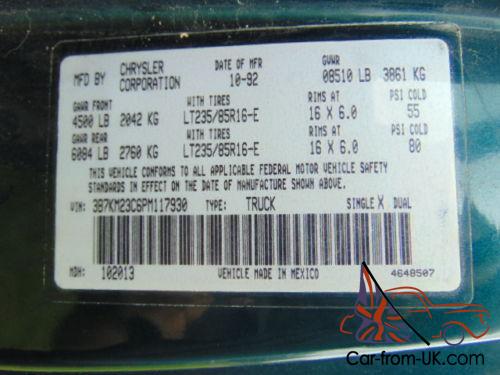 MFD BY CHRYSLER CORPORATION DATE OF MFR 10-92 GVWR 08510 LB 3861 KG
GAWR FRONT WITH TIRES RIMS AT PSI COLD
4500 LB 2042 KG LT235/85R16-E 16 X 6.0 55
GAWR REAR WITH TIRES RIMS AT PSI COLD
6084 LB 2760 KG LT235/85R16-E 16 X 6.0 80
THIS VEHICLE CONFORMS TO ALL APPLICABLE FEDERAL MOTOR VEHICLE SAFETY
STANDARDS IN EFFECT ON THE DATE OF MANUFACTURE SHOWN ABOVE.
VIN: 3B7KM23C6PM117930 TYPE: TRUCK SINGLE X DUAL
MDH: 102013 VEHICLE MADE IN MEXICO 4648507
Car-from-UK.com